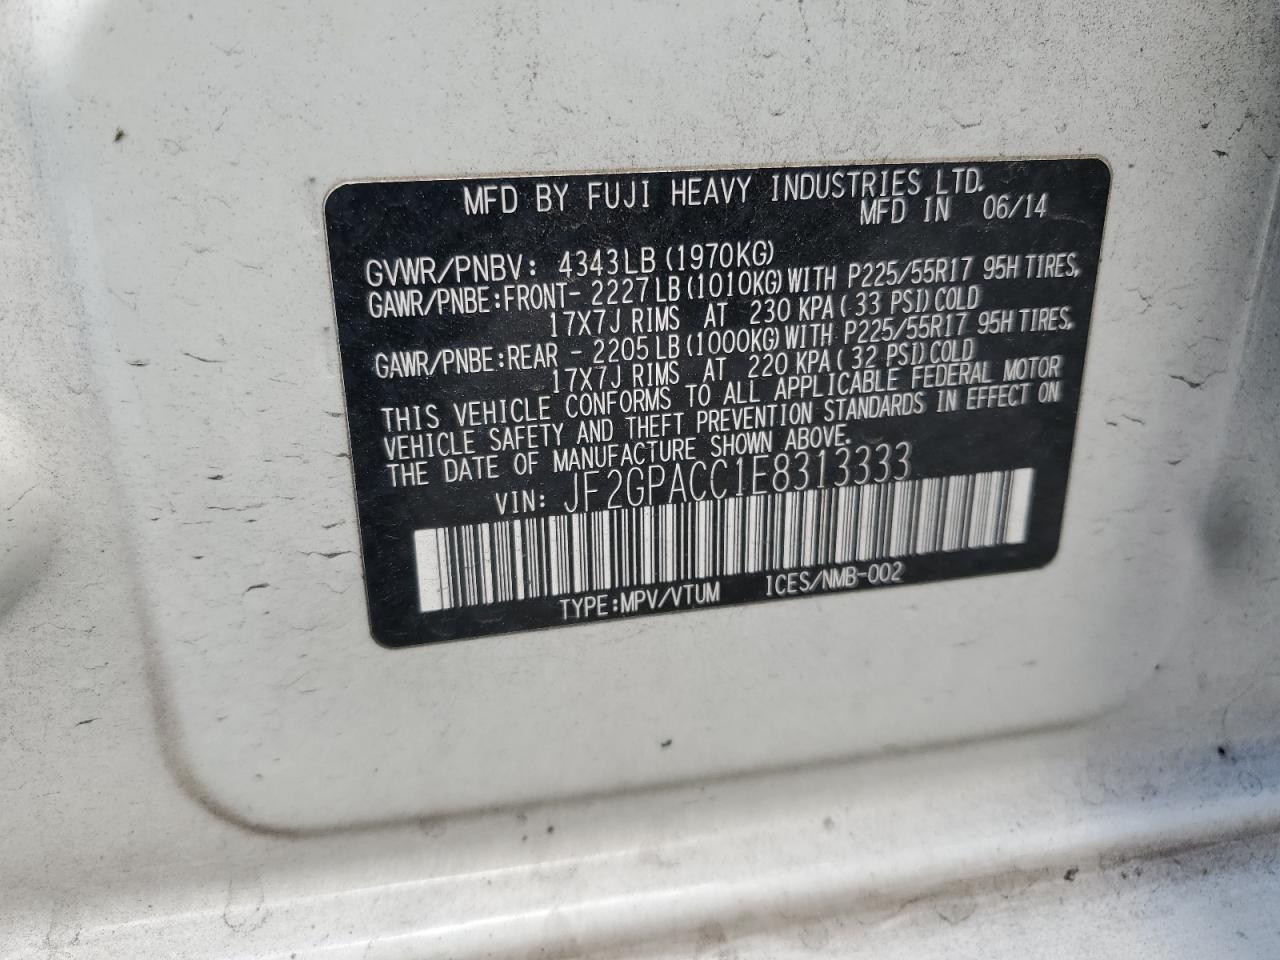 MFD BY FUJI HEAVY INDUSTRIES LTD.
MFD IN 06/14
GVWR/PNBV: 4343LB (1970KG)
GAWR/PNBE:FRONT- 2227LB (1010KG) WITH P225/55R17 95H TIRES,
17X7J RIMS AT 230 KPA ( 33 PSI) COLD
GAWR/PNBE:REAR - 2205LB (1000KG) WITH P225/55R17 95H TIRES,
17X7J RIMS AT 220 KPA ( 32 PSI) COLD
THIS VEHICLE CONFORMS TO ALL APPLICABLE FEDERAL MOTOR
VEHICLE SAFETY AND THEFT PREVENTION STANDARDS IN EFFECT ON
THE DATE OF MANUFACTURE SHOWN ABOVE.
VIN: JF2GPACC1E8313333
TYPE:MPV/VTUM ICES/NMB-002